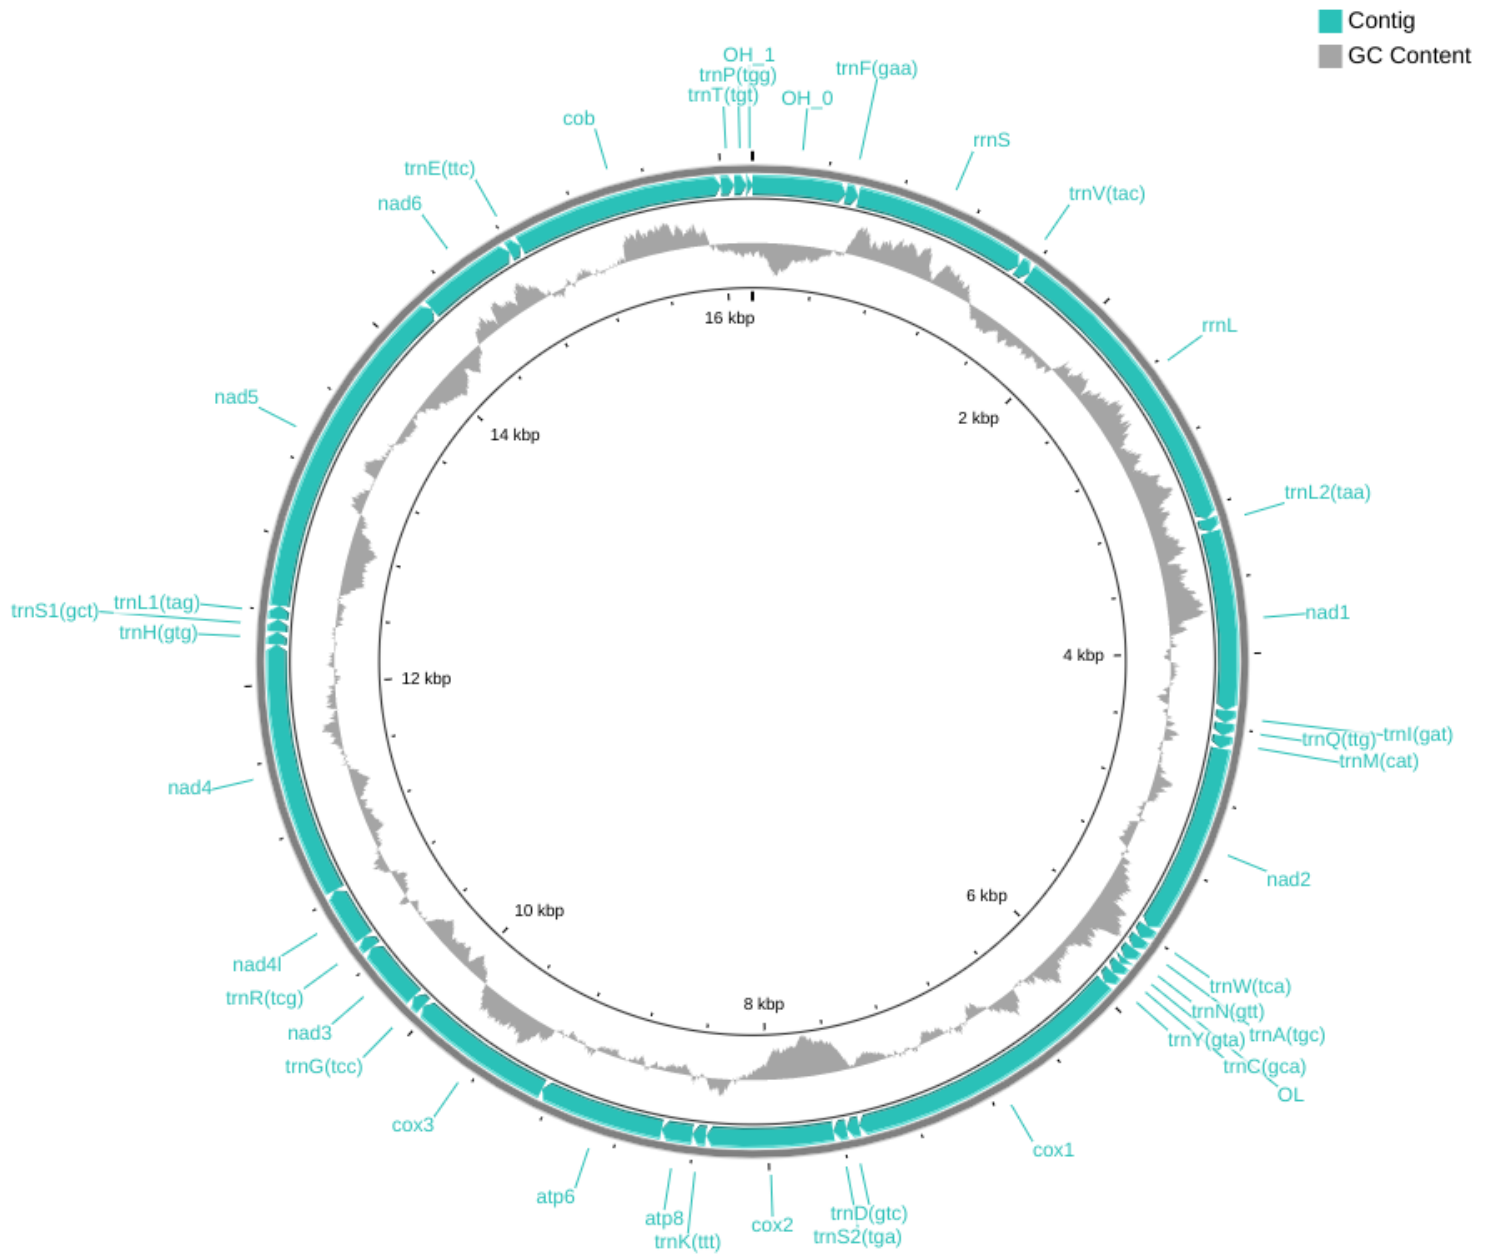 Contig
GC Content
OH_1
trnP(tgg)
trnT(tgt)
OH_0
trnF(gaa)
cob
rrnS
trnE(ttc)
trnV(tac)
nad6
16 kbp
rrnL
nad5
2 kbp
14 kbp
trnL2(taa)
trnL1(tag)
trnS1(gct)
trnH(gtg)
nad1
4 kbp
12 kbp
trnI(gat)
trnQ(ttg)
trnM(cat)
nad4
nad2
6 kbp
10 kbp
nad4l
trnR(tcg)
nad3
trnG(tcc)
8 kbp
trnW(tca)
trnN(gtt)
trnA(tgc)
trnY(gta)
trnC(gca)
OL
cox3
cox1
atp6
atp8
trnK(ttt)
cox2
trnD(gtc)
trnS2(tga)